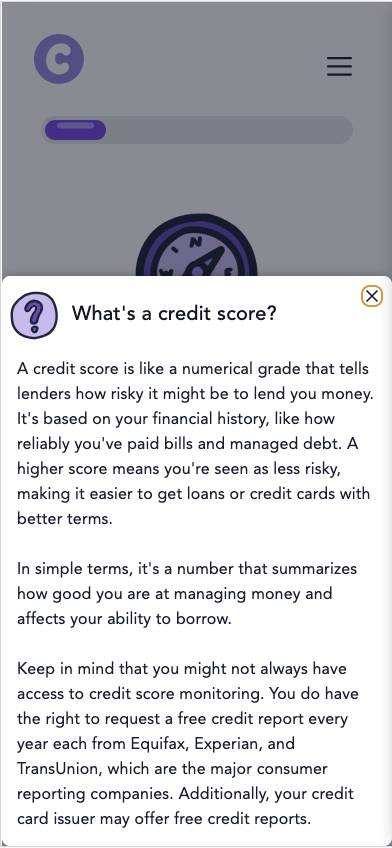 C
N
?
What's a credit score?
A credit score is like a numerical grade that tells
lenders how risky it might be to lend you money.
It's based on your financial history, like how
reliably you've paid bills and managed debt. A
higher score means you're seen as less risky,
making it easier to get loans or credit cards with
better terms.
In simple terms, it's a number that summarizes
how good you are at managing money and
affects your ability to borrow.
Keep in mind that you might not always have
access to credit score monitoring. You do have
the right to request a free credit report every
year each from Equifax, Experian, and
TransUnion, which are the major consumer
reporting companies. Additionally, your credit
card issuer may offer free credit reports.